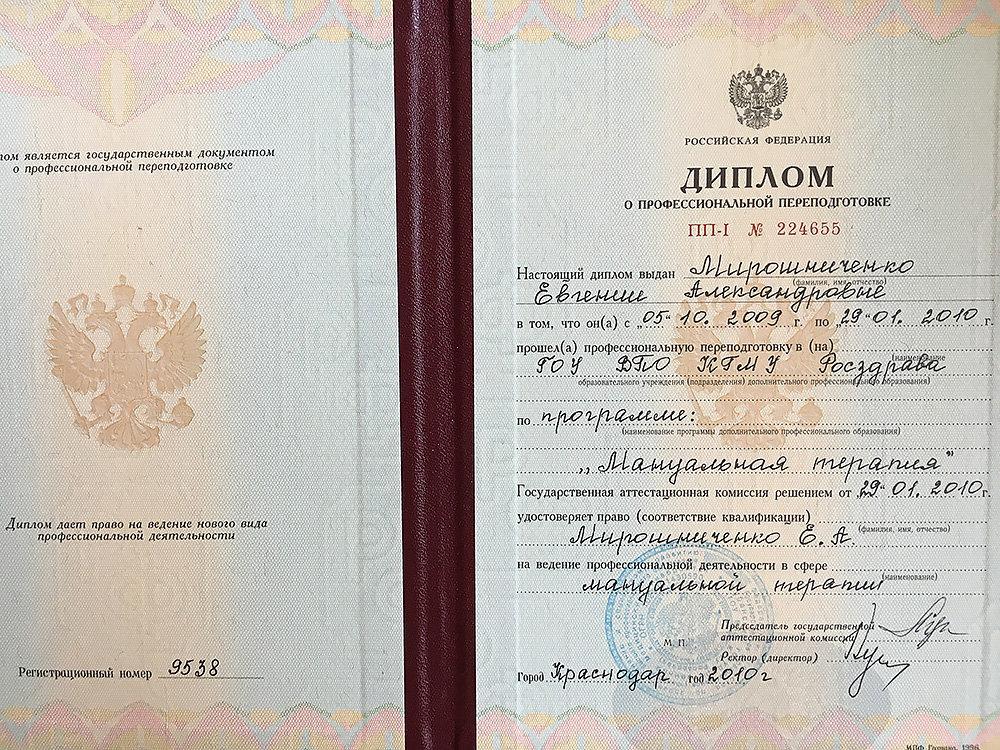 лом является государственным документом
о профессиональной переподготовке
Диплом дает право на ведение нового вида
профессиональной деятельности
Регистрационный номер 9538
РОССИЙСКАЯ ФЕДЕРАЦИЯ
ДИПЛОМ
О ПРОФЕССИОНАЛЬНОЙ ПЕРЕПОДГОТОВКЕ
ПП-I № 224655
Настоящий диплом выдан Мирошниченко
(фамилия, имя, отчество)
Евгении Александровне
в том, что он(а) с „05“ 10. 2009 г. по „29“ 01. 2010 г.
прошел(а) профессиональную переподготовку в (на)
(наименование
ГОУ ВПО КГМУ Росздрава
образовательного учреждения (подразделения) дополнительного профессионального образования)
по программе:
(наименование программы дополнительного профессионального образования)
„Мануальная терапия"
Государственная аттестационная комиссия решением от „29“ 01. 2010 г.
удостоверяет право (соответствие квалификации)
(фамилия, имя, отчество)
Мирошниченко Е. А.
на ведение профессиональной деятельности в сфере
(наименование)
мануальной терапии
Председатель государственной
аттестационной комиссии
М. П.
Ректор (директор)
Город Краснодар год 2010 г